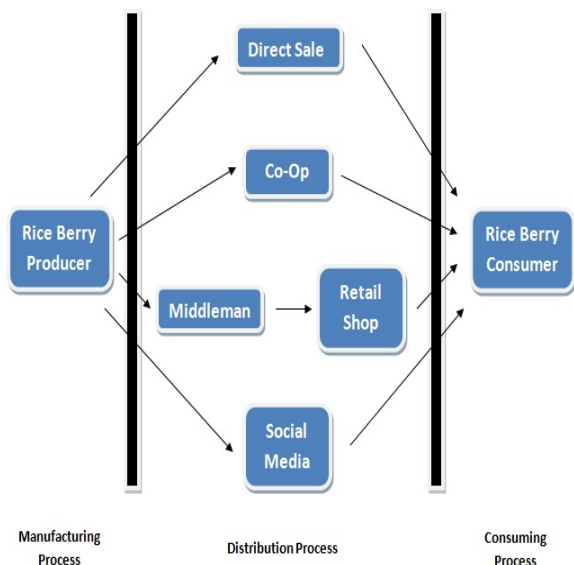 Direct Sale
Co-Op
Rice Berry
Producer
Rice Berry
Consumer
Middleman
Retail
Shop
Social
Media
Manufacturing
Process
Distribution Process
Consuming
Process